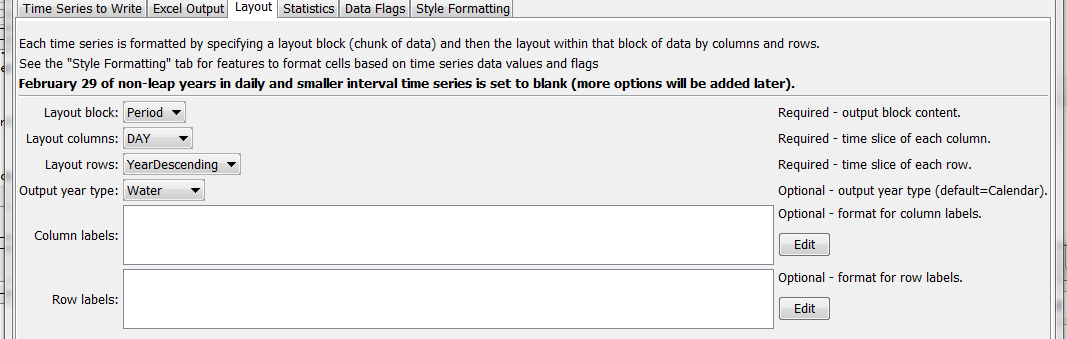 Time Series to Write Excel Output Layout Statistics Data Flags Style Formatting
Each time series is formatted by specifying a layout block (chunk of data) and then the layout within that block of data by columns and rows.
See the "Style Formatting" tab for features to format cells based on time series data values and flags
February 29 of non-leap years in daily and smaller interval time series is set to blank (more options will be added later).
Layout block: Period Required - output block content.
Layout columns: DAY Required - time slice of each column.
Layout rows: YearDescending Required - time slice of each row.
Output year type: Water Optional - output year type (default=Calendar).
Optional - format for column labels.
Column labels: Edit
Optional - format for row labels.
Row labels: Edit